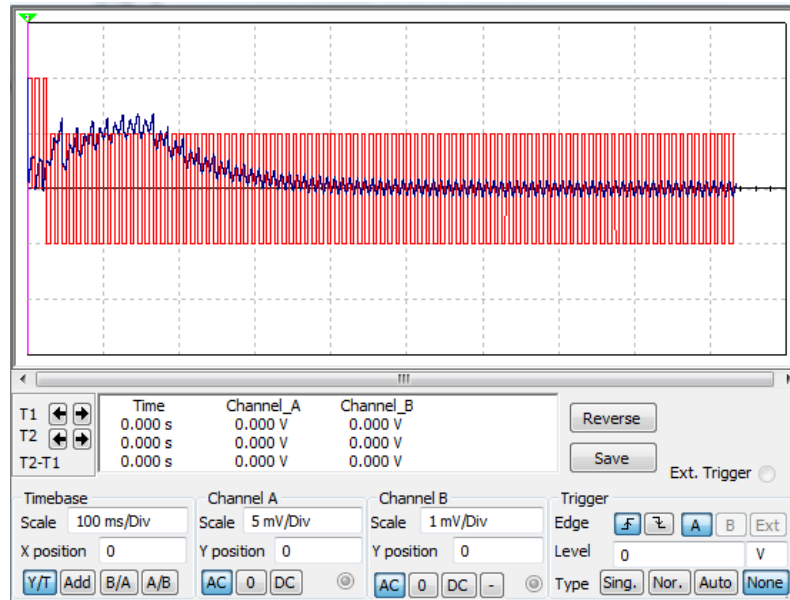 T1 Time Channel_A Channel_B
T2 0.000 s 0.000 V 0.000 V
T2-T1 0.000 s 0.000 V 0.000 V
0.000 s 0.000 V 0.000 V
Reverse
Save
Ext. Trigger
Timebase
Scale 100 ms/Div
X position 0
Y/T Add B/A A/B
Channel A
Scale 5 mV/Div
Y position 0
AC 0 DC
Channel B
Scale 1 mV/Div
Y position 0
AC 0 DC -
Trigger
Edge A B Ext
Level 0 V
Type Sing. Nor. Auto None